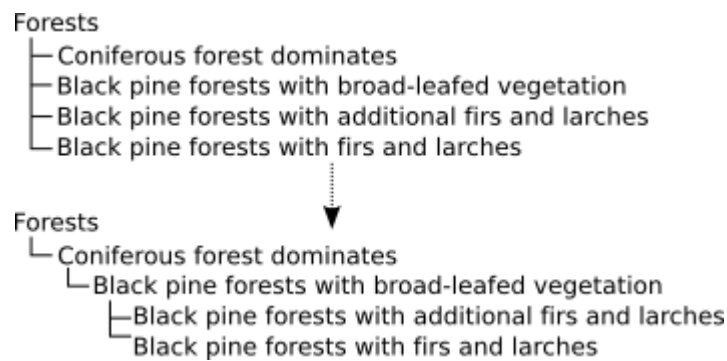 Forests
Coniferous forest dominates
Black pine forests with broad-leafed vegetation
Black pine forests with additional firs and larches
Black pine forests with firs and larches
Forests
Coniferous forest dominates
Black pine forests with broad-leafed vegetation
Black pine forests with additional firs and larches
Black pine forests with firs and larches